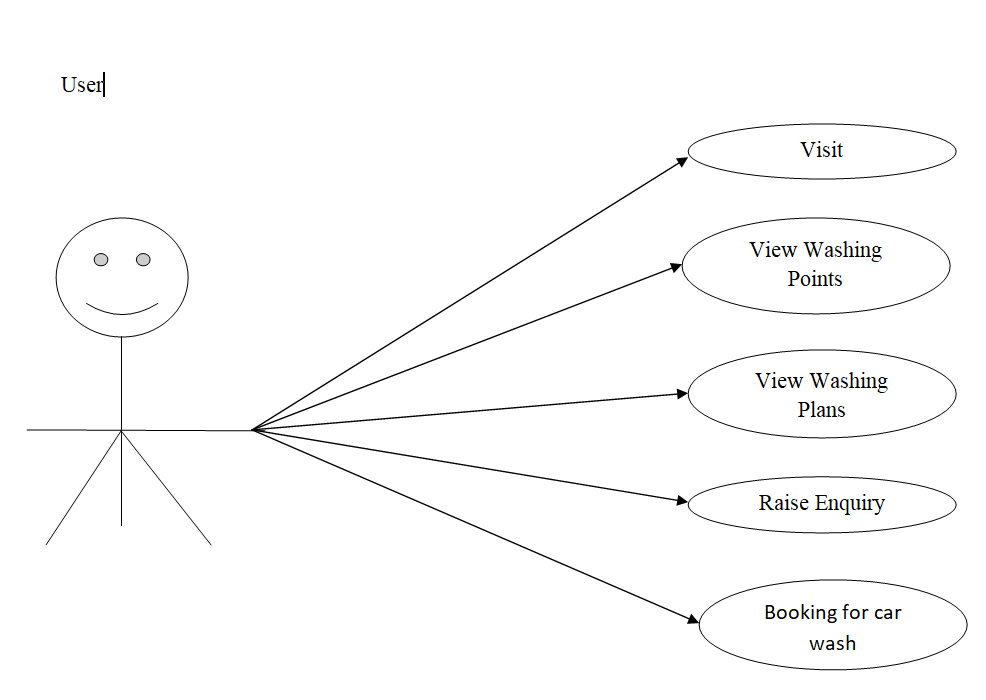 User
Visit
View Washing
Points
View Washing
Plans
Raise Enquiry
Booking for car
wash